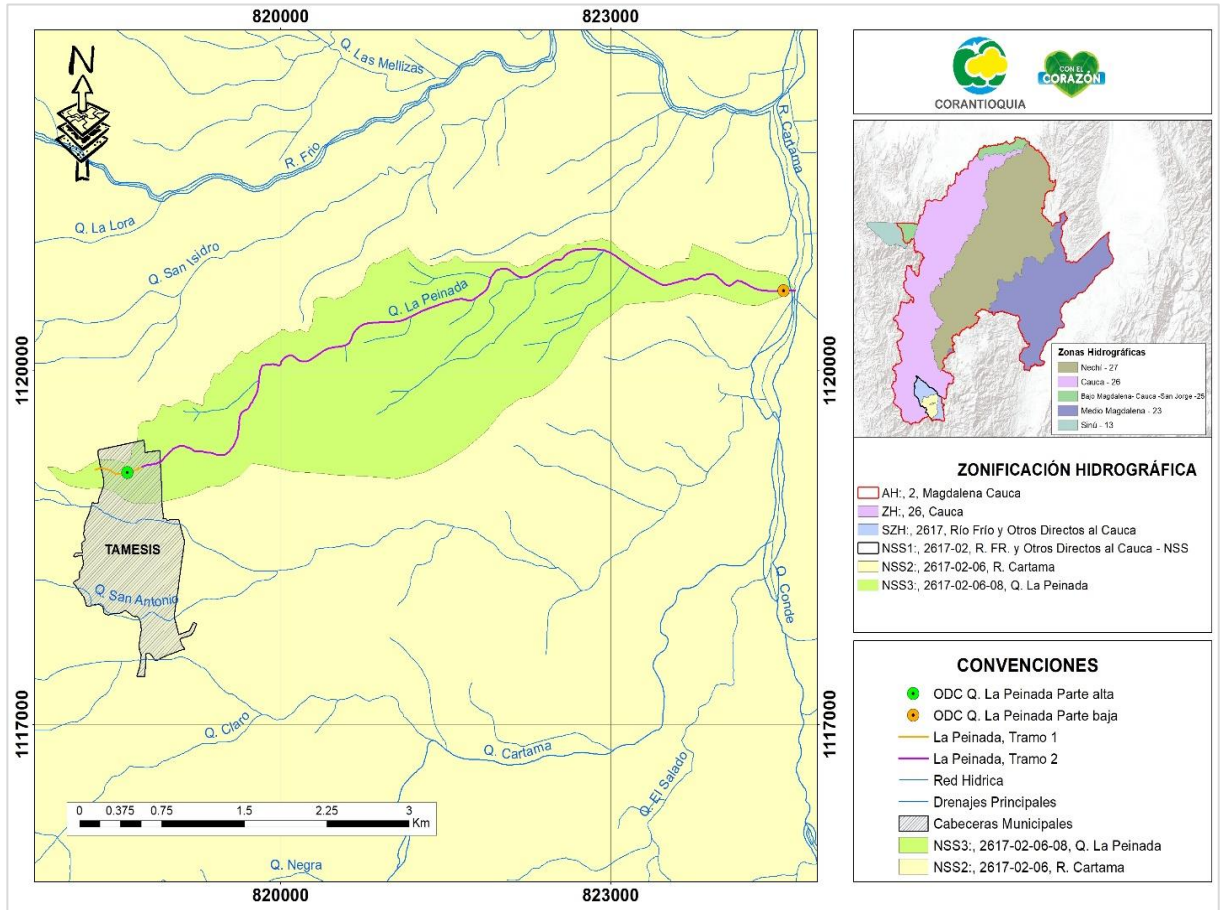 820000
823000
N
Q. Las Mellizas
R. Cartama
R. Frio
Q. La Lora
Q. San Isidro
Q. La Peinada
1120000
1120000
TAMESIS
Q. San Antonio
Q. Conde
1117000
1117000
Q. Claro
Q. Cartama
Q. El Salado
0 0.375 0.75 1.5 2.25 3
Km
Q. Negra
820000
823000
CORANTIOQUIA
CON EL
CORAZÓN
Zonas Hidrográficas
Nechí - 27
Cauca - 26
Bajo Magdalena- Cauca -San Jorge -25
Medio Magdalena - 23
Sinú - 13
ZONIFICACIÓN HIDROGRÁFICA
AH:, 2, Magdalena Cauca
ZH:, 26, Cauca
SZH:, 2617, Río Frío y Otros Directos al Cauca
NSS1:, 2617-02, R. FR. y Otros Directos al Cauca - NSS
NSS2:, 2617-02-06, R. Cartama
NSS3:, 2617-02-06-08, Q. La Peinada
CONVENCIONES
ODC Q. La Peinada Parte alta
ODC Q. La Peinada Parte baja
La Peinada, Tramo 1
La Peinada, Tramo 2
Red Hidrica
Drenajes Principales
Cabeceras Municipales
NSS3:, 2617-02-06-08, Q. La Peinada
NSS2:, 2617-02-06, R. Cartama